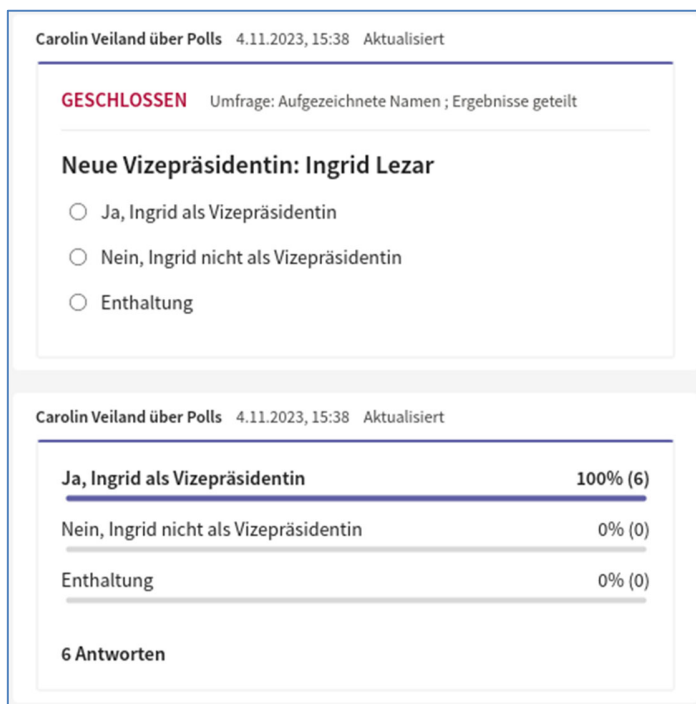 Carolin Veiland über Polls 4.11.2023, 15:38 Aktualisiert
GESCHLOSSEN Umfrage: Aufgezeichnete Namen ; Ergebnisse geteilt
Neue Vizepräsidentin: Ingrid Lezar
Ja, Ingrid als Vizepräsidentin
Nein, Ingrid nicht als Vizepräsidentin
Enthaltung
Carolin Veiland über Polls 4.11.2023, 15:38 Aktualisiert
Ja, Ingrid als Vizepräsidentin 100% (6)
Nein, Ingrid nicht als Vizepräsidentin 0% (0)
Enthaltung 0% (0)
6 Antworten